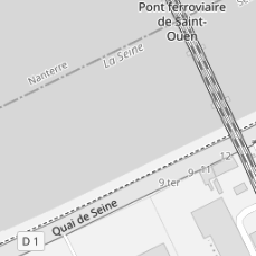 Pont ferroviaire
de Saint-
Ouen
La Seine
Nanterre
12
9 11
9 ter
Quai de Seine
D 1